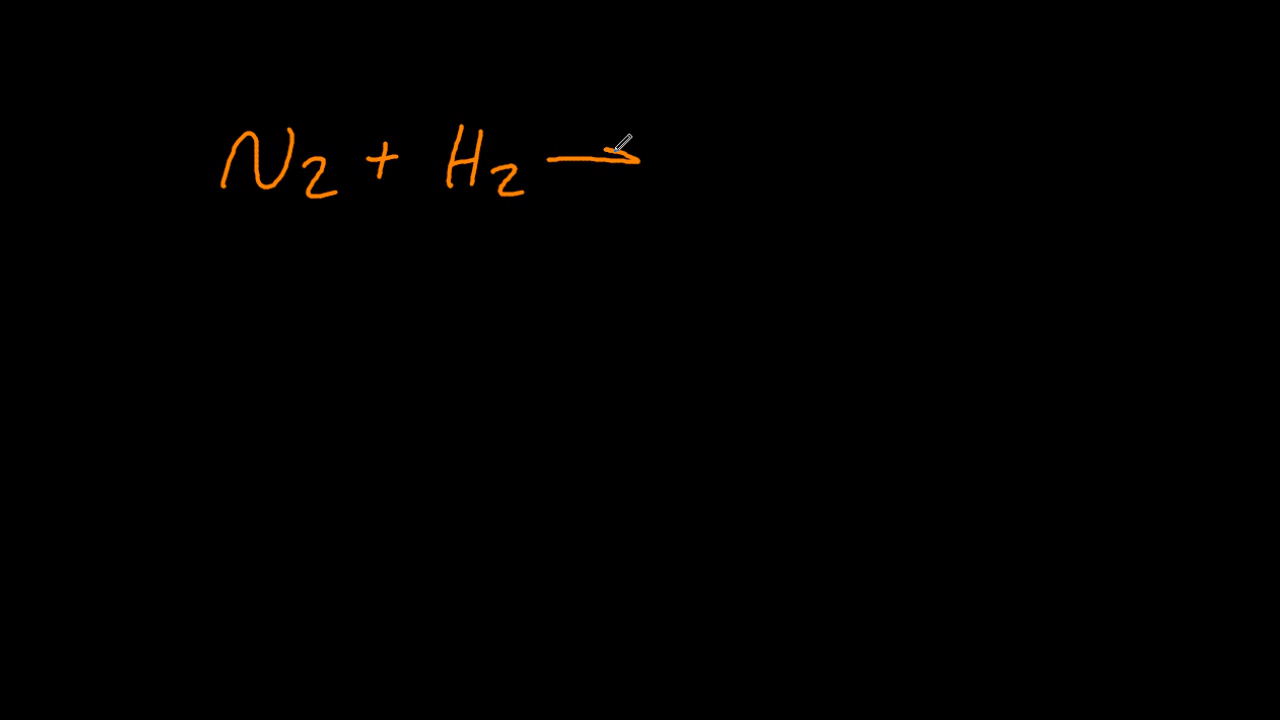 N₂ + H₂ →